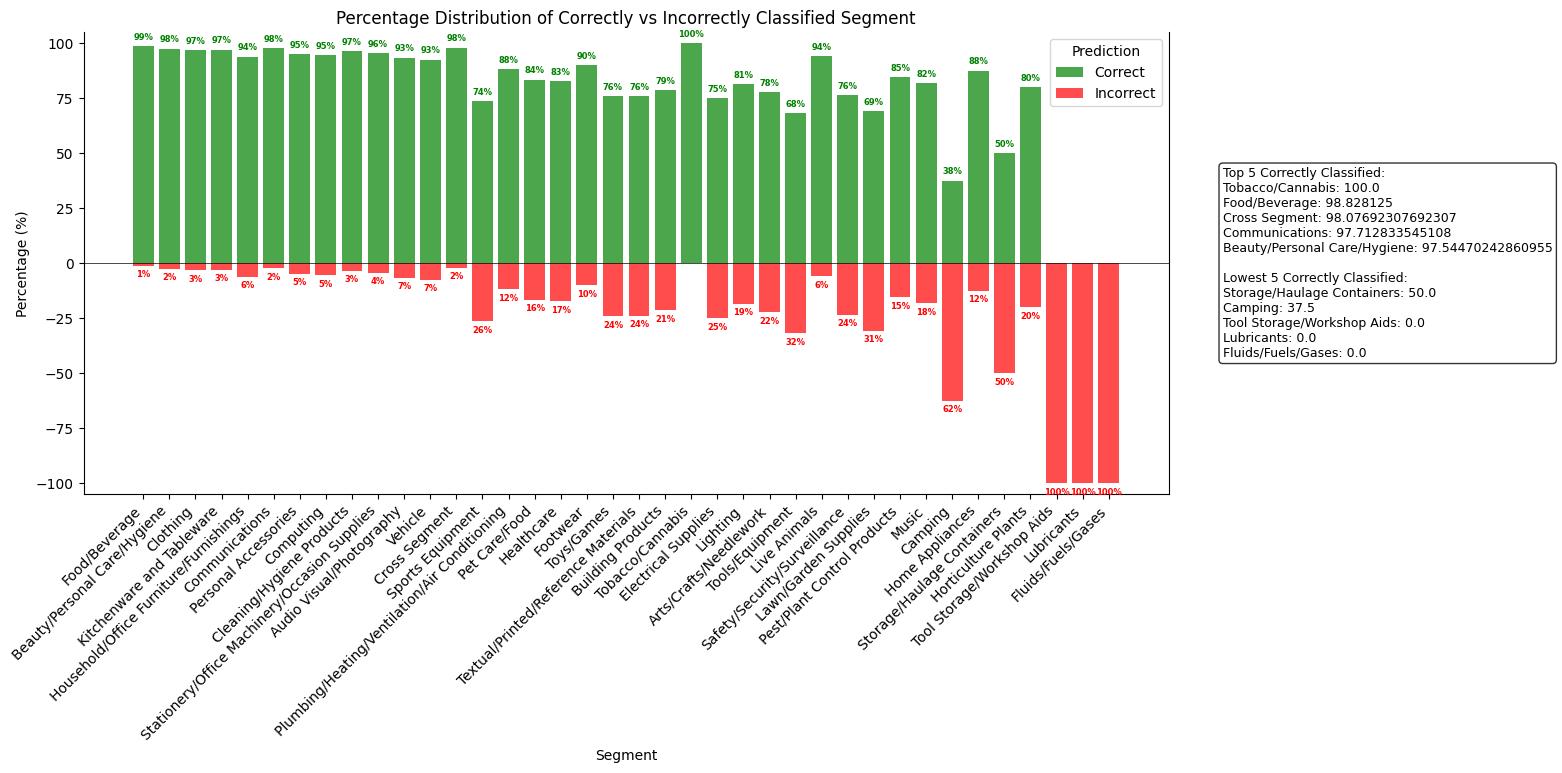 Percentage Distribution of Correctly vs Incorrectly Classified Segment
Prediction
Correct
Incorrect
Percentage (%)
100
75
50
25
0
−25
−50
−75
−100
99% 98% 97% 97% 94% 98% 95% 95% 97% 96% 93% 93% 98% 74% 88% 84% 83% 90% 76% 76% 79% 100% 75% 81% 78% 68% 94% 76% 69% 85% 82% 38% 88% 50% 80%
1% 2% 3% 3% 6% 2% 5% 5% 3% 4% 7% 7% 2% 26% 12% 16% 17% 10% 24% 24% 21% 25% 19% 22% 32% 6% 24% 31% 15% 18% 62% 12% 50% 20% 100% 100% 100%
Food/Beverage
Beauty/Personal Care/Hygiene
Clothing
Kitchenware and Tableware
Household/Office Furniture/Furnishings
Communications
Personal Accessories
Computing
Cleaning/Hygiene Products
Stationery/Office Machinery/Occasion Supplies
Audio Visual/Photography
Vehicle
Cross Segment
Sports Equipment
Plumbing/Heating/Ventilation/Air Conditioning
Pet Care/Food
Healthcare
Footwear
Toys/Games
Textual/Printed/Reference Materials
Building Products
Tobacco/Cannabis
Electrical Supplies
Lighting
Arts/Crafts/Needlework
Tools/Equipment
Live Animals
Safety/Security/Surveillance
Lawn/Garden Supplies
Pest/Plant Control Products
Music
Camping
Home Appliances
Storage/Haulage Containers
Horticulture Plants
Tool Storage/Workshop Aids
Lubricants
Fluids/Fuels/Gases
Segment
Top 5 Correctly Classified:
Tobacco/Cannabis: 100.0
Food/Beverage: 98.828125
Cross Segment: 98.07692307692307
Communications: 97.712833545108
Beauty/Personal Care/Hygiene: 97.54470242860955
Lowest 5 Correctly Classified:
Storage/Haulage Containers: 50.0
Camping: 37.5
Tool Storage/Workshop Aids: 0.0
Lubricants: 0.0
Fluids/Fuels/Gases: 0.0